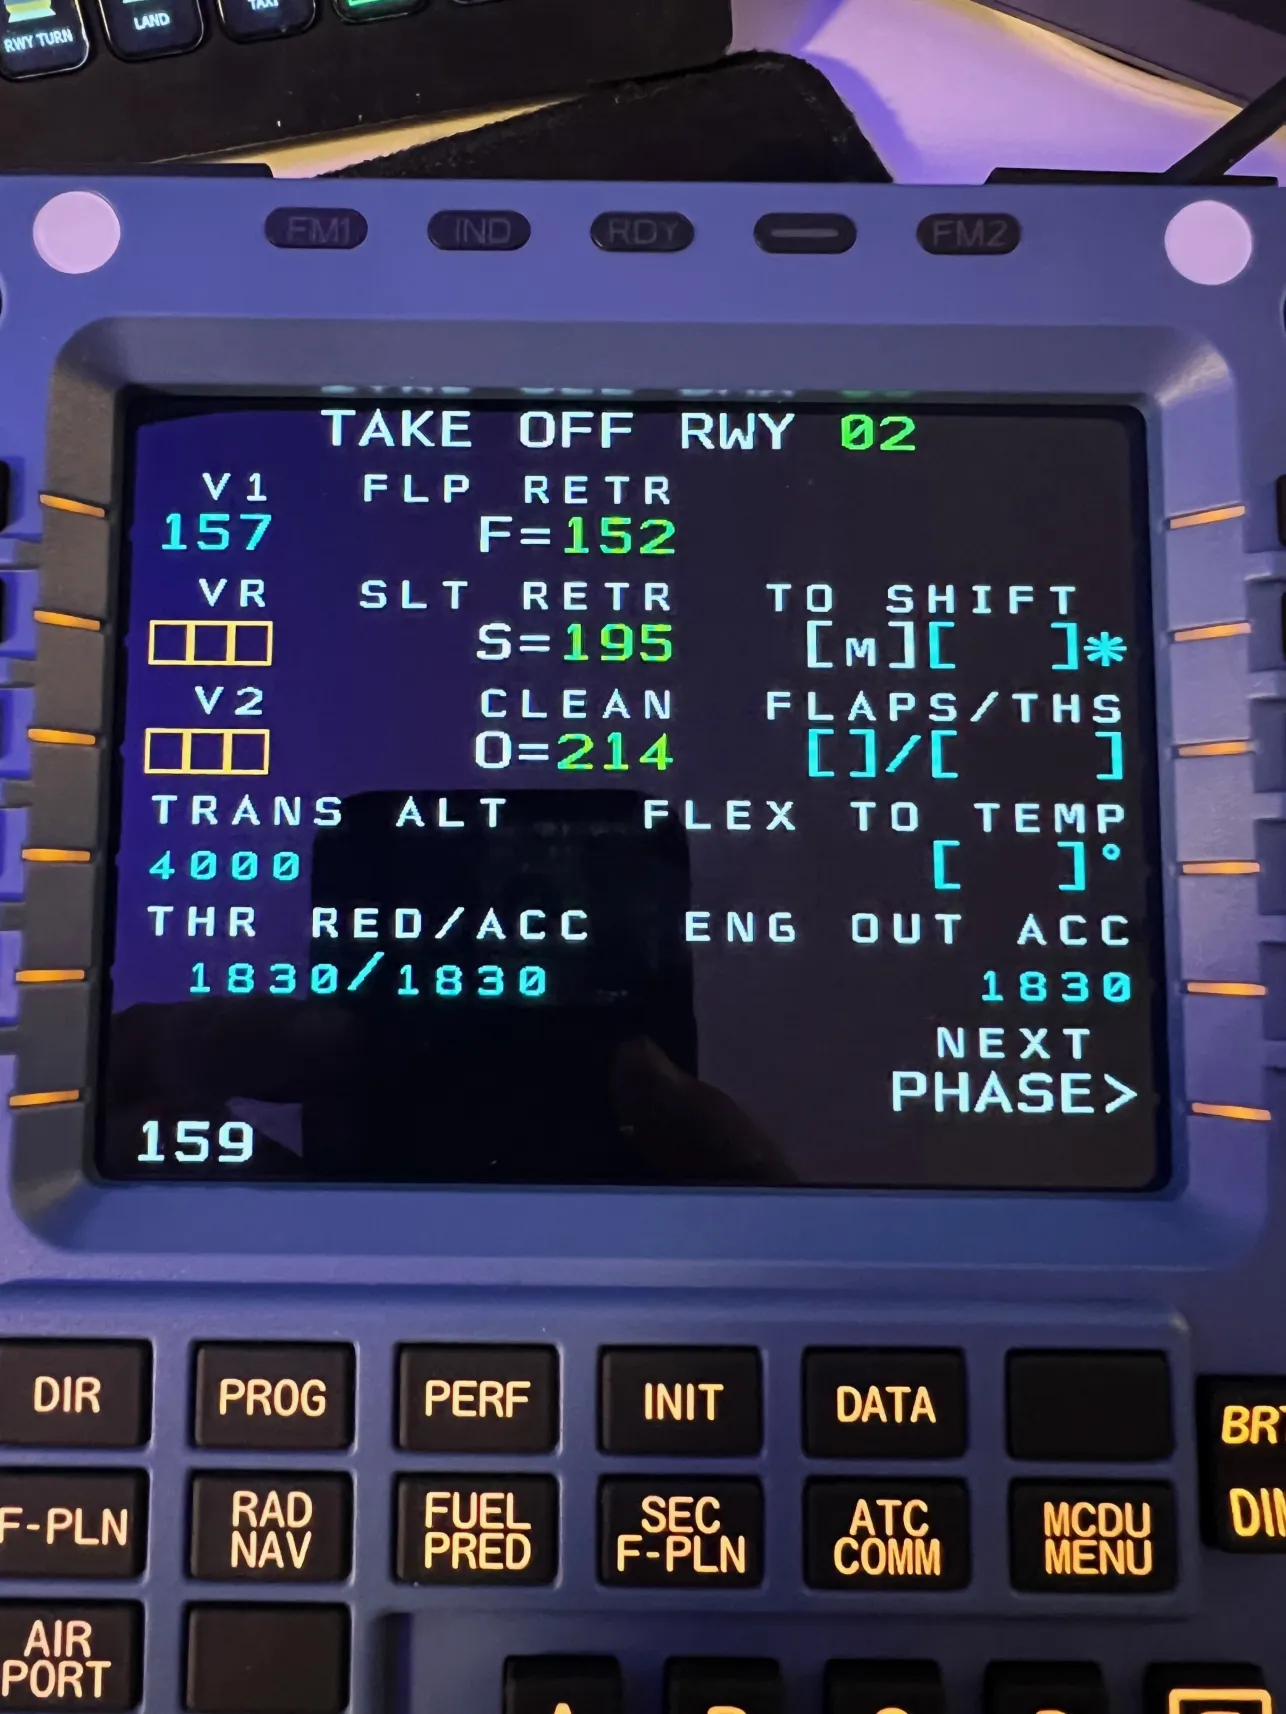 RWY TURN LAND TAXI
FM1 IND RDY FM2
TAKE OFF RWY 02
V1 FLP RETR
157 F=152
VR SLT RETR TO SHIFT
S=195 [M][ ]*
V2 CLEAN FLAPS/THS
O=214 []/[ ]
TRANS ALT FLEX TO TEMP
4000 [ ]°
THR RED/ACC ENG OUT ACC
1830/1830 1830
NEXT
PHASE>
159
DIR PROG PERF INIT DATA
BRT
DIM
F-PLN RAD NAV FUEL PRED SEC F-PLN ATC COMM MCDU MENU
AIR PORT